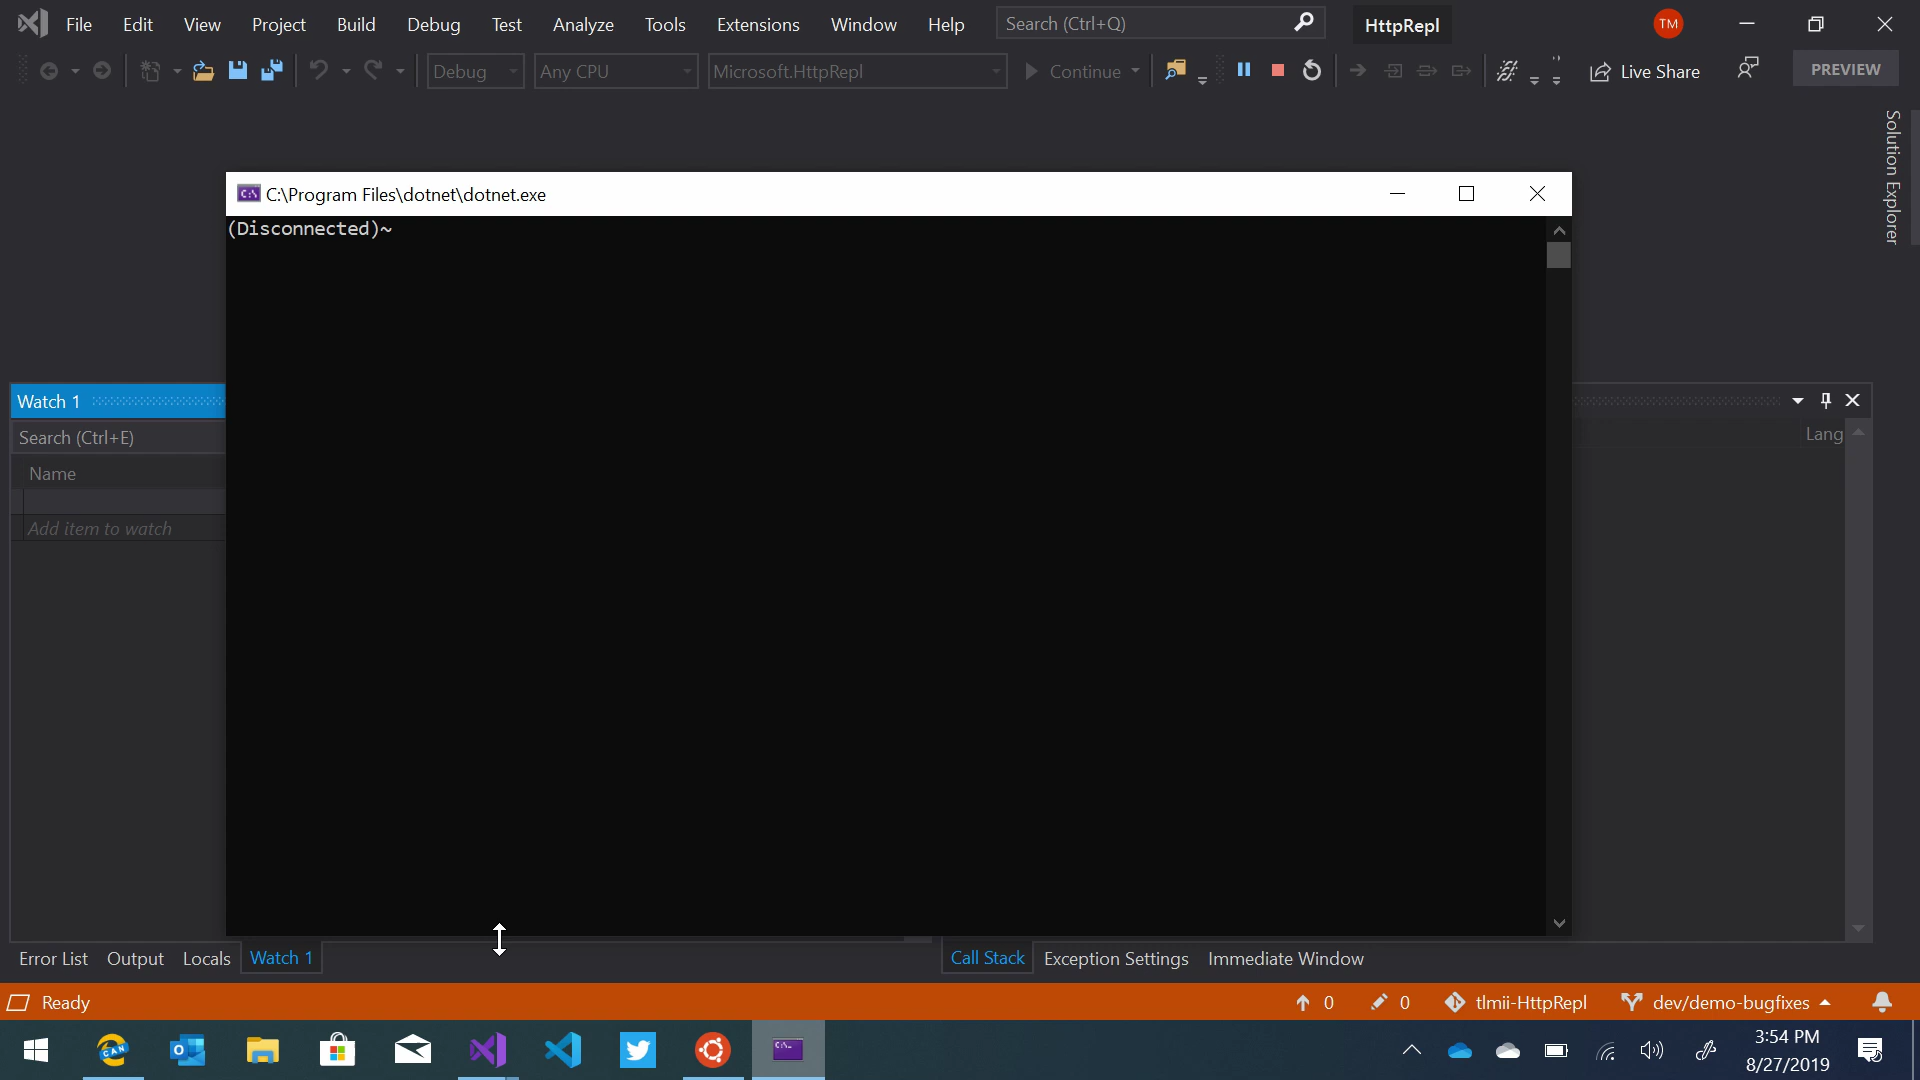 File Edit View Project Build Debug Test Analyze Tools Extensions Window Help Search (Ctrl+Q) HttpRepl TM
Debug Any CPU Microsoft.HttpRepl Continue Live Share PREVIEW
Solution Explorer
C:\Program Files\dotnet\dotnet.exe
(Disconnected)~
Watch 1
Search (Ctrl+E)
Lang
Name
Add item to watch
Error List Output Locals Watch 1 Call Stack Exception Settings Immediate Window
Ready 0 0 tlmii-HttpRepl dev/demo-bugfixes
CAN
3:54 PM
8/27/2019